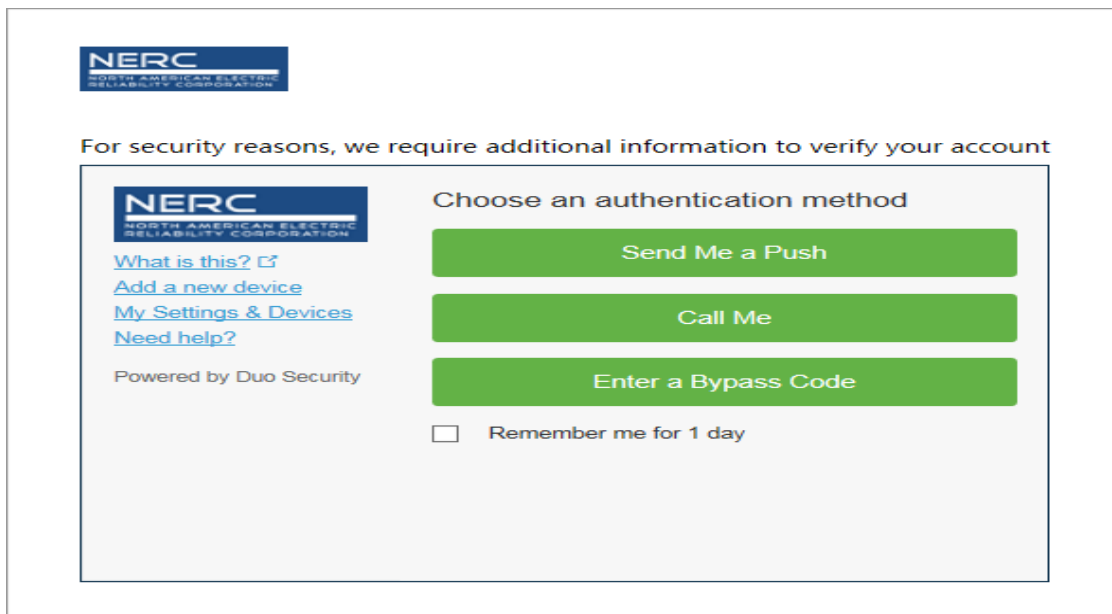 NERC
NORTH AMERICAN ELECTRIC
RELIABILITY CORPORATION
For security reasons, we require additional information to verify your account
NERC
NORTH AMERICAN ELECTRIC
RELIABILITY CORPORATION
What is this?
Add a new device
My Settings & Devices
Need help?
Powered by Duo Security
Choose an authentication method
Send Me a Push
Call Me
Enter a Bypass Code
Remember me for 1 day